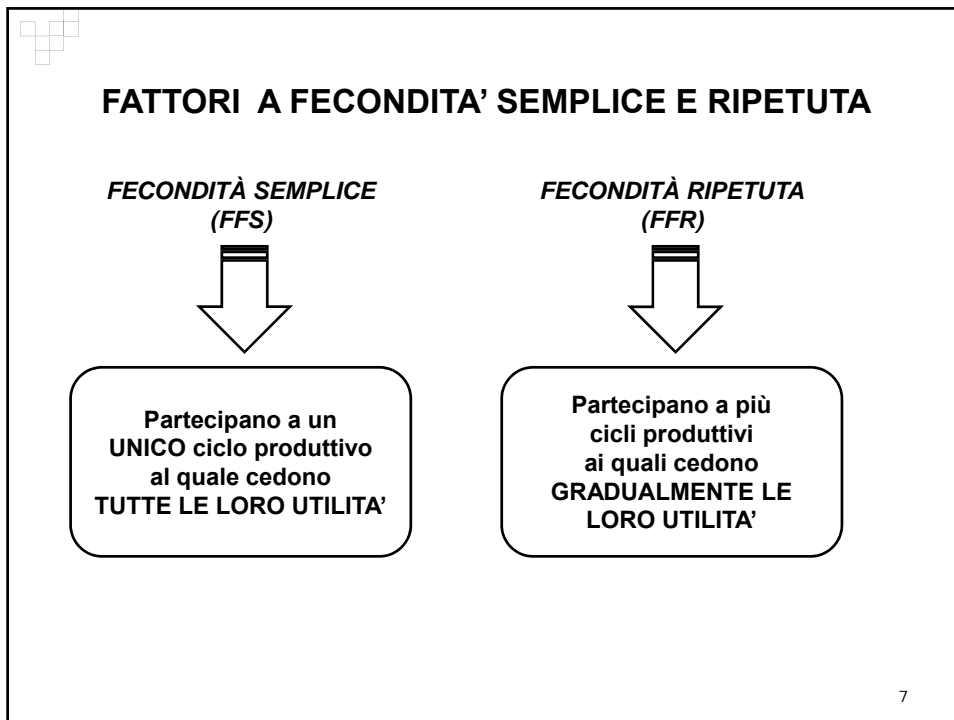 FATTORI A FECONDITA’ SEMPLICE E RIPETUTA
FECONDITÀ SEMPLICE
(FFS)
Partecipano a un
UNICO ciclo produttivo
al quale cedono
TUTTE LE LORO UTILITA’
FECONDITÀ RIPETUTA
(FFR)
Partecipano a più
cicli produttivi
ai quali cedono
GRADUALMENTE LE
LORO UTILITA’
7